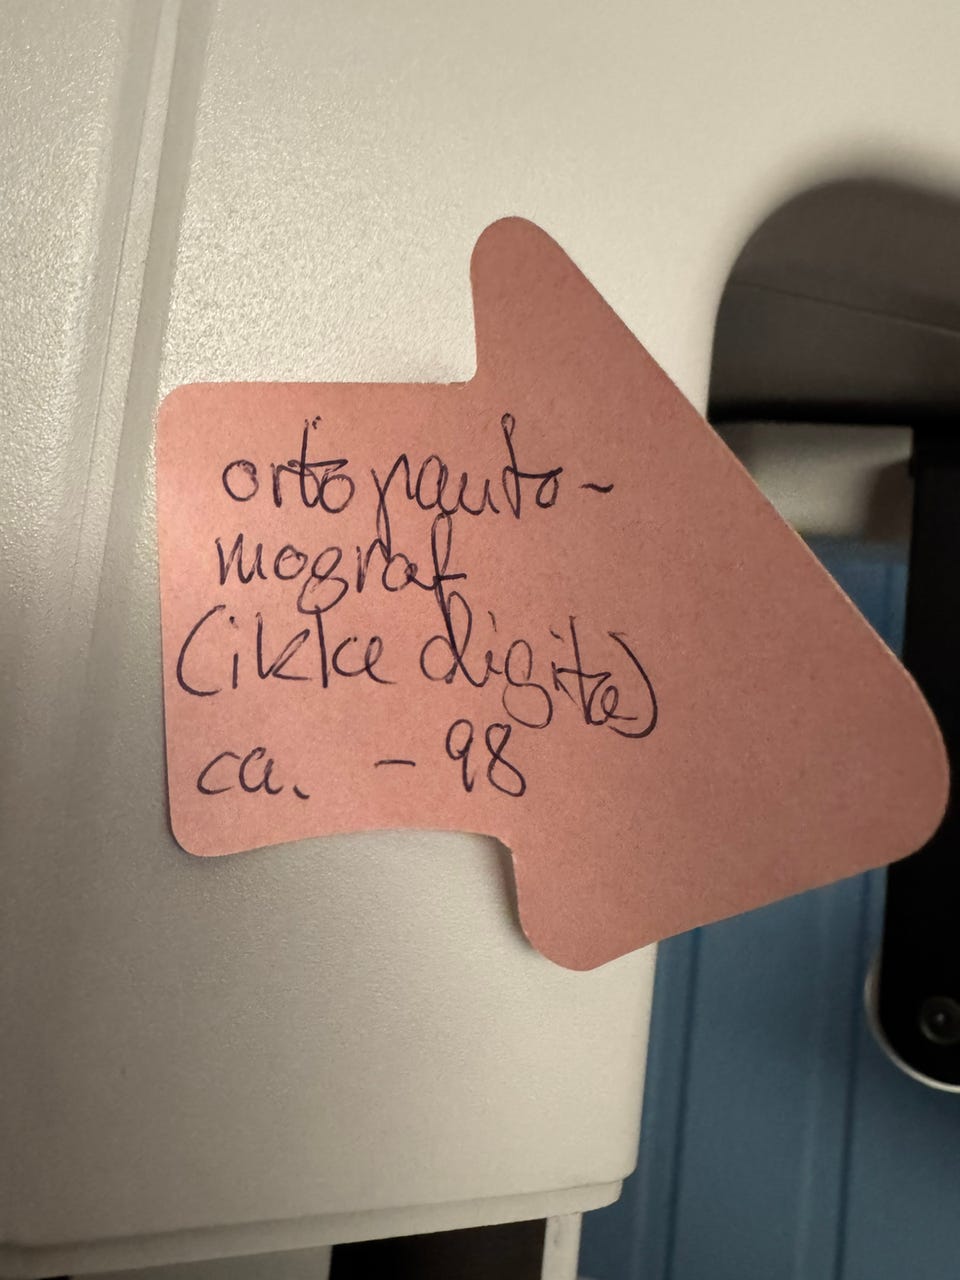 ortopanto-
mograf
(ikke digital)
ca. - 98